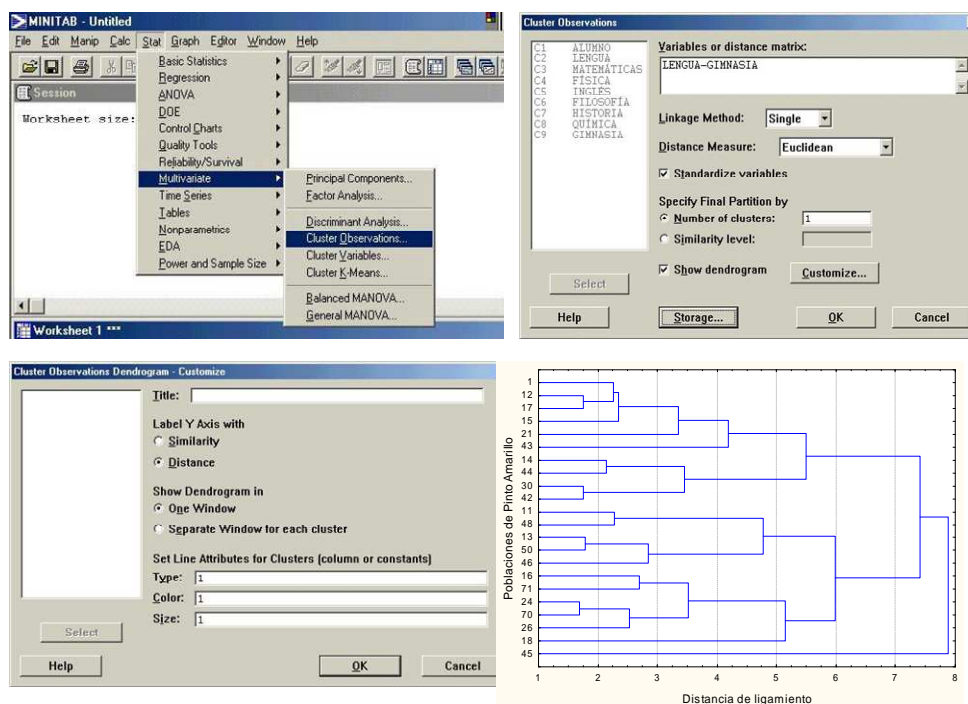 MINITAB - Untitled
File Edit Manip Calc Stat Graph Editor Window Help
Basic Statistics
Regression
ANOVA
DOE
Control Charts
Quality Tools
Reliability/Survival
Multivariate
Time Series
Tables
Nonparametrics
EDA
Power and Sample Size
Session
Worksheet size:
Principal Components...
Factor Analysis...
Discriminant Analysis...
Cluster Observations...
Cluster Variables...
Cluster K-Means...
Balanced MANOVA...
General MANOVA...
Worksheet 1 ***
Cluster Observations
C1 ALUMNO
C2 LENGUA
C3 MATEMÁTICAS
C4 FÍSICA
C5 INGLÉS
C6 FILOSOFÍA
C7 HISTORIA
C8 QUÍMICA
C9 GIMNASIA
Variables or distance matrix:
LENGUA-GIMNASIA
Linkage Method: Single
Distance Measure: Euclidean
Standardize variables
Specify Final Partition by
Number of clusters: 1
Similarity level:
Show dendrogram
Customize...
Select
Help
Storage...
OK
Cancel
Cluster Observations Dendrogram - Customize
Title:
Label Y Axis with
Similarity
Distance
Show Dendrogram in
One Window
Separate Window for each cluster
Set Line Attributes for Clusters (column or constants)
Type: 1
Color: 1
Size: 1
Select
Help
OK
Cancel
Poblaciones de Pinto Amarillo
1
12
17
15
21
43
14
44
30
42
11
48
13
50
46
16
71
24
70
26
18
45
1 2 3 4 5 6 7 8
Distancia de ligamiento